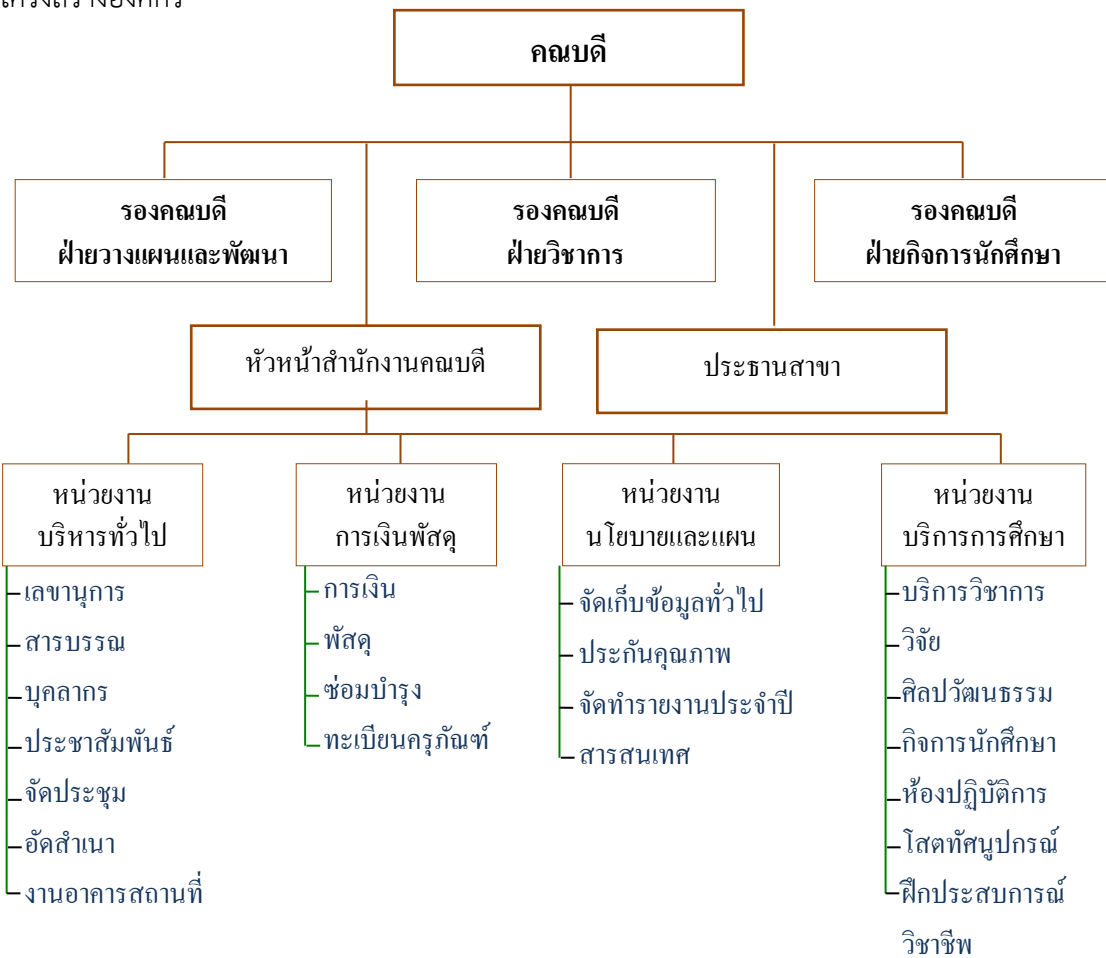 โครงสร้างองค์กร
คณบดี
รองคณบดี
ฝ่ายวางแผนและพัฒนา
รองคณบดี
ฝ่ายวิชาการ
รองคณบดี
ฝ่ายกิจการนักศึกษา
หัวหน้าสำนักงานคณบดี
ประธานสาขา
หน่วยงาน
บริหารทั่วไป
เลขานุการ
สารบรรณ
บุคลากร
ประชาสัมพันธ์
จัดประชุม
อัดสำเนา
งานอาคารสถานที่
หน่วยงาน
การเงินพัสดุ
การเงิน
พัสดุ
ซ่อมบำรุง
ทะเบียนครุภัณฑ์
หน่วยงาน
นโยบายและแผน
จัดเก็บข้อมูลทั่วไป
ประกันคุณภาพ
จัดทำรายงานประจำปี
สารสนเทศ
หน่วยงาน
บริการการศึกษา
บริการวิชาการ
วิจัย
ศิลปวัฒนธรรม
กิจการนักศึกษา
ห้องปฏิบัติการ
โสตทัศนูปกรณ์
ฝึกประสบการณ์
วิชาชีพ